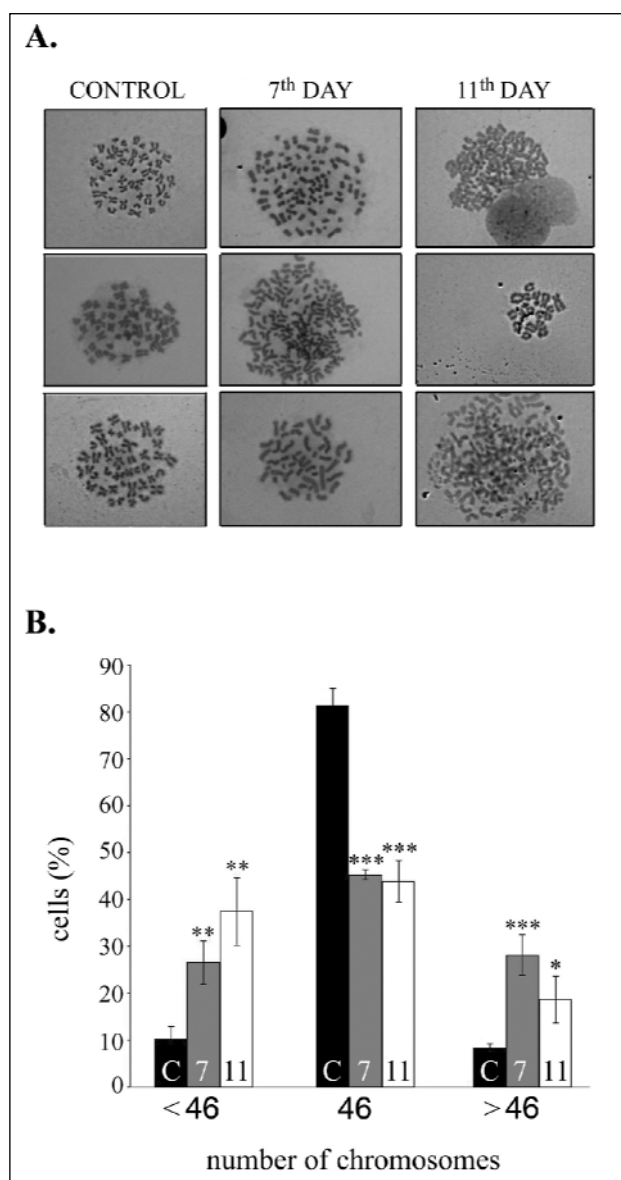 A.
CONTROL 7th DAY 11th DAY
B.
90
80
70
60
50
40
30
20
10
0
cells (%)
** ** *** *** *** *
C 7 11 C 7 11 C 7 11
< 46 46 > 46
number of chromosomes